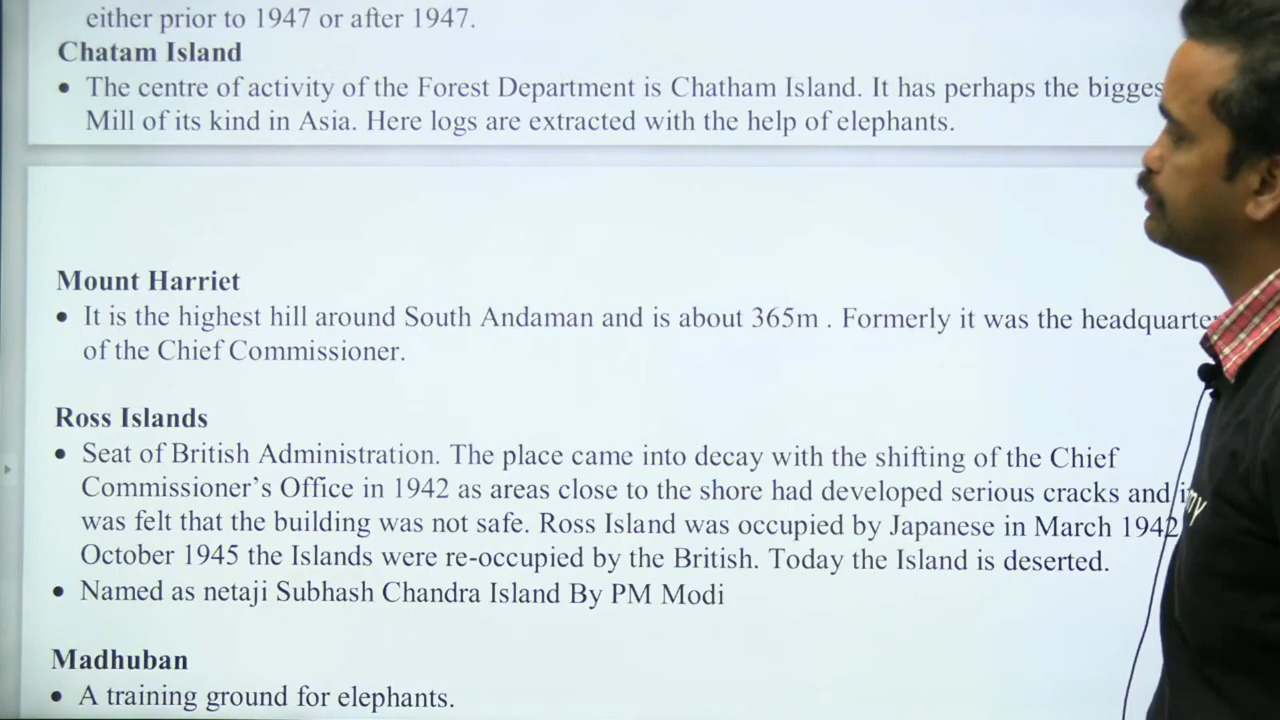 either prior to 1947 or after 1947.
Chatam Island
• The centre of activity of the Forest Department is Chatham Island. It has perhaps the
Mill of its kind in Asia. Here logs are extracted with the help of elephants.
Mount Harriet
• It is the highest hill around South Andaman and is about 365m . Formerly it was the
of the Chief Commissioner.
Ross Islands
• Seat of British Administration. The place came into decay with the shifting of the Chief
Commissioner's Office in 1942 as areas close to the shore had developed serious cracks and
was felt that the building was not safe. Ross Island was occupied by Japanese in March 1942
October 1945 the Islands were re-occupied by the British. Today the Island is deserted.
• Named as netaji Subhash Chandra Island By PM Modi
Madhuban
• A training ground for elephants.